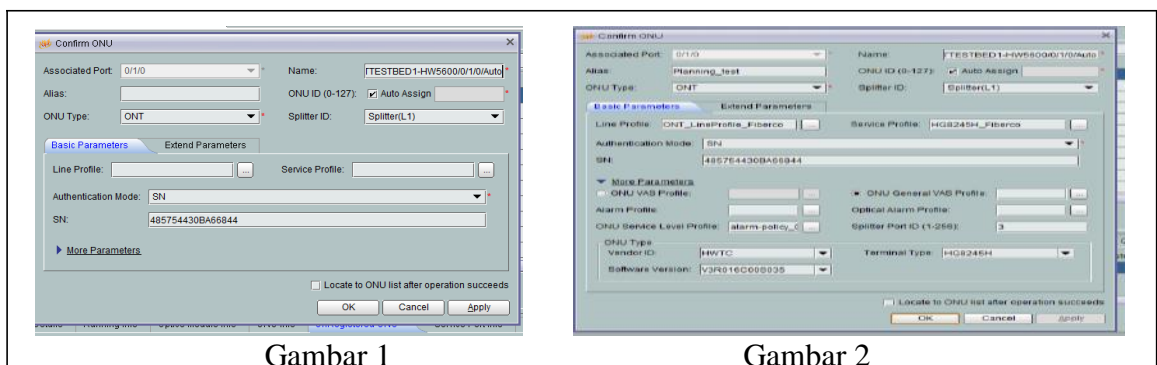 Confirm ONU
Associated Port: 0/1/0 * Name: TTESTBED1-HW5600/0/1/0/Auto *
Alias: ONU ID (0-127): Auto Assign *
ONU Type: ONT * Splitter ID: Splitter(L1)
Basic Parameters Extend Parameters
Line Profile: ... Service Profile: ...
Authentication Mode: SN *
SN: 485754430BA66844
More Parameters
Locate to ONU list after operation succeeds
OK Cancel Apply
Gambar 1
Confirm ONU
Associated Port: 0/1/0 * Name: TTESTBED1-HW5600/0/1/0/Auto *
Alias: Planning_test ONU ID (0-127): Auto Assign *
ONU Type: ONT * Splitter ID: Splitter(L1)
Basic Parameters Extend Parameters
Line Profile: ONT_LineProfile_Fiberco ... Service Profile: HG8245H_Fiberco ...
Authentication Mode: SN *
SN: 485754430BA66844
More Parameters
ONU VAS Profile: ... ONU General VAS Profile: ...
Alarm Profile: ... Optical Alarm Profile: ...
ONU Service Level Profile: alarm-policy_0 ... Splitter Port ID (1-256): 3
ONU Type
Vendor ID: HWTC Terminal Type: HG8245H
Software Version: V3R016C00S035
Locate to ONU list after operation succeeds
OK Cancel Apply
Gambar 2